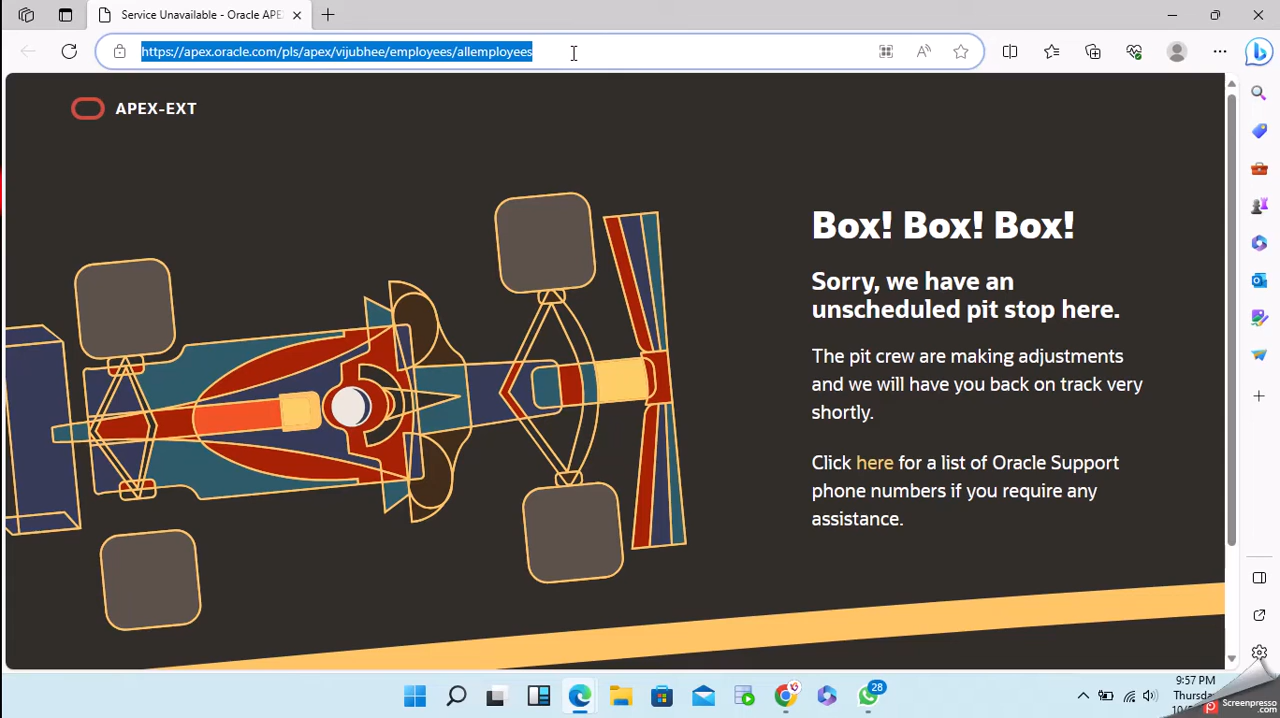 Service Unavailable - Oracle APE
https://apex.oracle.com/pls/apex/vijubhee/employees/allemployees
APEX-EXT
Box! Box! Box!
Sorry, we have an
unscheduled pit stop here.
The pit crew are making adjustments
and we will have you back on track very
shortly.
Click here for a list of Oracle Support
phone numbers if you require any
assistance.
28
9:57 PM
Thursda
10/
Screenpresso
.com